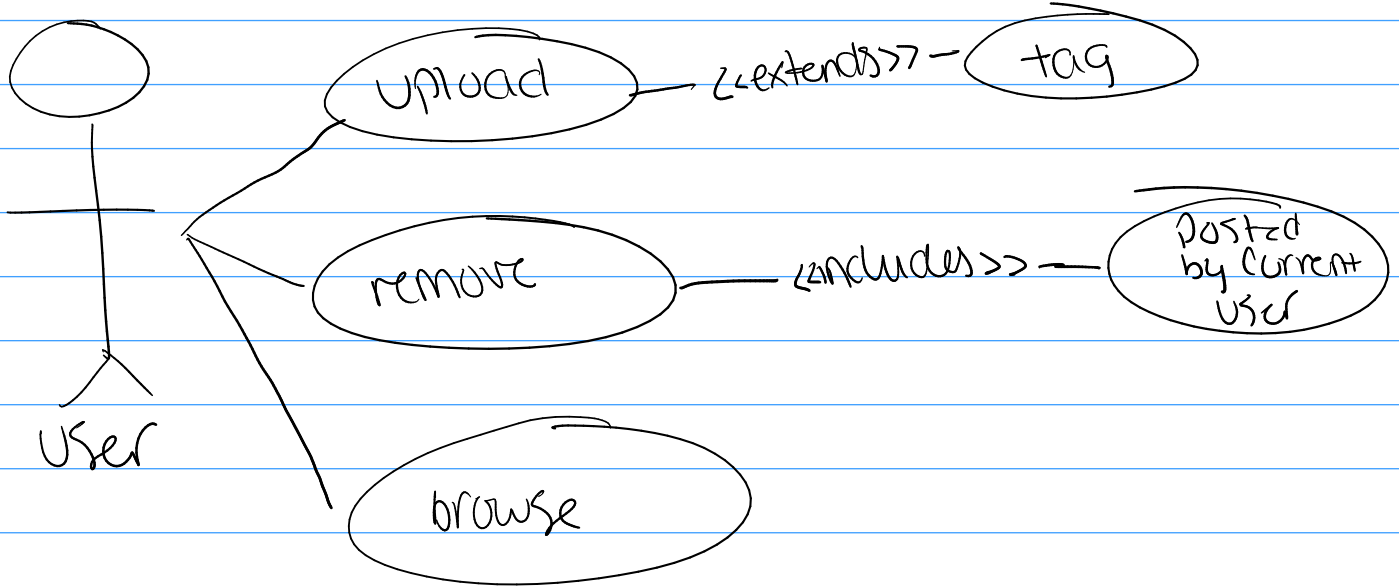 upload <<extends>> tag
remove <<includes>> posted
by current
user
user
browse